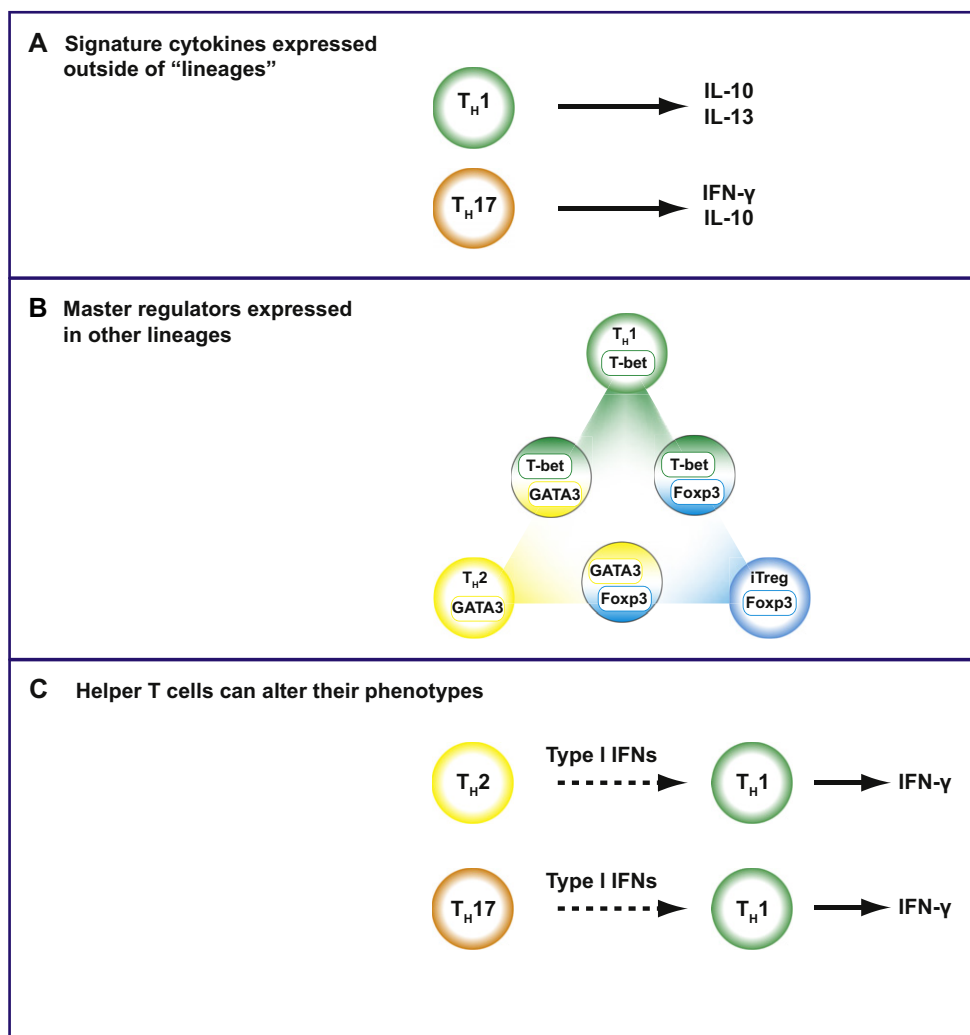 A Signature cytokines expressed
outside of “lineages”
TH1
IL-10
IL-13
TH17
IFN-γ
IL-10
B Master regulators expressed
in other lineages
TH1
T-bet
T-bet
GATA3
T-bet
Foxp3
TH2
GATA3
GATA3
Foxp3
iTreg
Foxp3
C Helper T cells can alter their phenotypes
TH2
Type I IFNs
TH1
IFN-γ
TH17
Type I IFNs
TH1
IFN-γ